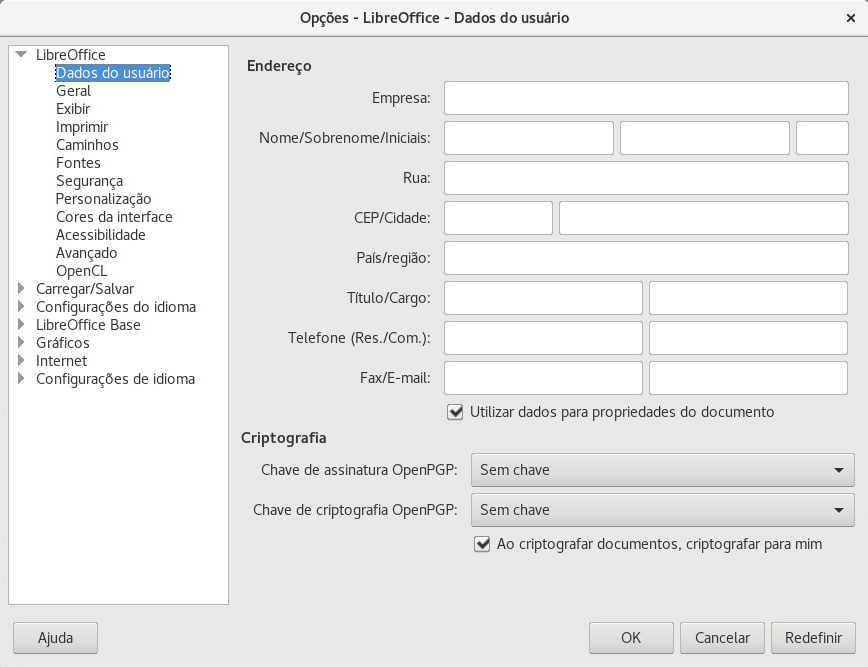 Opções - LibreOffice - Dados do usuário
LibreOffice
Dados do usuário
Geral
Exibir
Imprimir
Caminhos
Fontes
Segurança
Personalização
Cores da interface
Acessibilidade
Avançado
OpenCL
Carregar/Salvar
Configurações do idioma
LibreOffice Base
Gráficos
Internet
Configurações de idioma
Endereço
Empresa:
Nome/Sobrenome/Iniciais:
Rua:
CEP/Cidade:
País/região:
Título/Cargo:
Telefone (Res./Com.):
Fax/E-mail:
Utilizar dados para propriedades do documento
Criptografia
Chave de assinatura OpenPGP: Sem chave
Chave de criptografia OpenPGP: Sem chave
Ao criptografar documentos, criptografar para mim
Ajuda OK Cancelar Redefinir